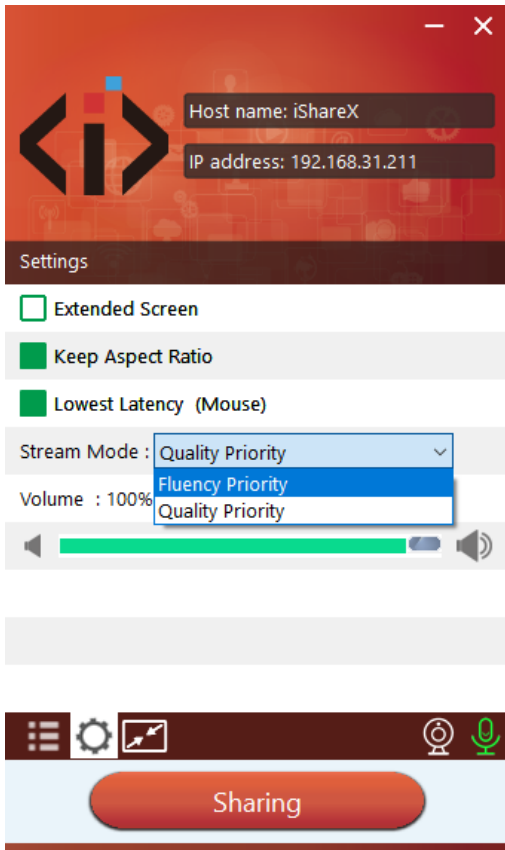 Host name: iShareX
IP address: 192.168.31.211
Settings
Extended Screen
Keep Aspect Ratio
Lowest Latency (Mouse)
Stream Mode : Quality Priority
Fluency Priority
Volume : 100%
Quality Priority
Sharing